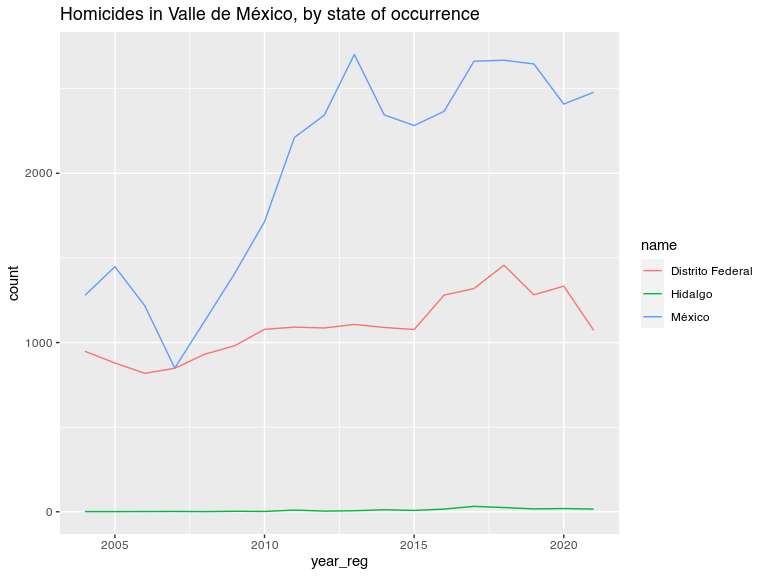 Homicides in Valle de México, by state of occurrence
count
2000
1000
0
2005
2010
2015
2020
year_reg
name
Distrito Federal
Hidalgo
México